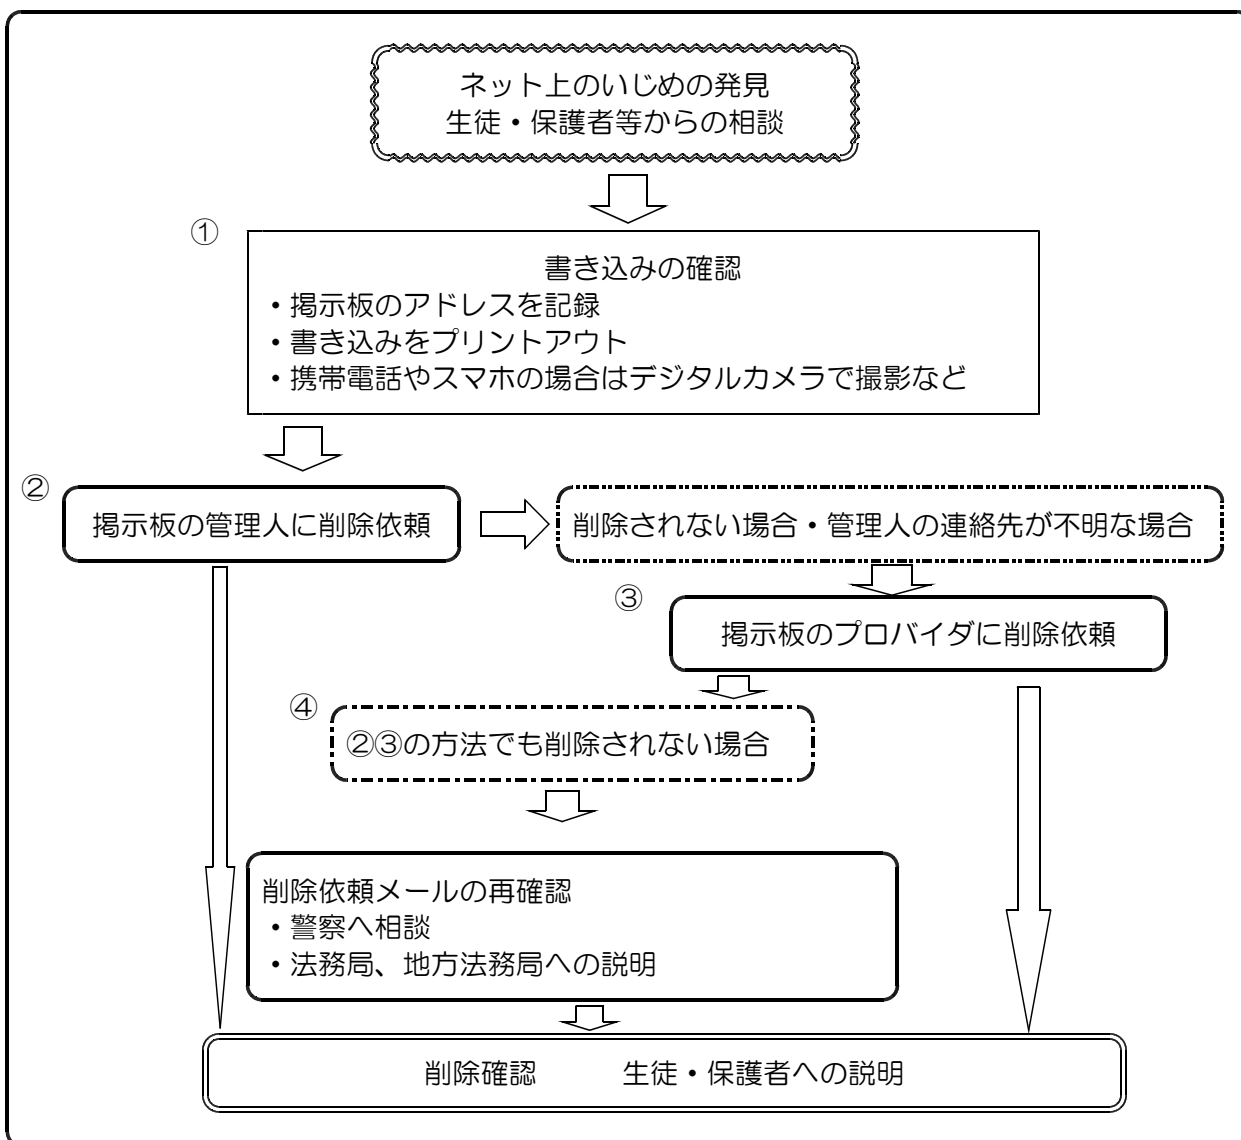 ネット上のいじめの発見
生徒・保護者等からの相談
①
書き込みの確認
・掲示板のアドレスを記録
・書き込みをプリントアウト
・携帯電話やスマホの場合はデジタルカメラで撮影など
②
掲示板の管理人に削除依頼
削除されない場合・管理人の連絡先が不明な場合
③
掲示板のプロバイダに削除依頼
④
②③の方法でも削除されない場合
削除依頼メールの再確認
・警察へ相談
・法務局、地方法務局への説明
削除確認　　　生徒・保護者への説明